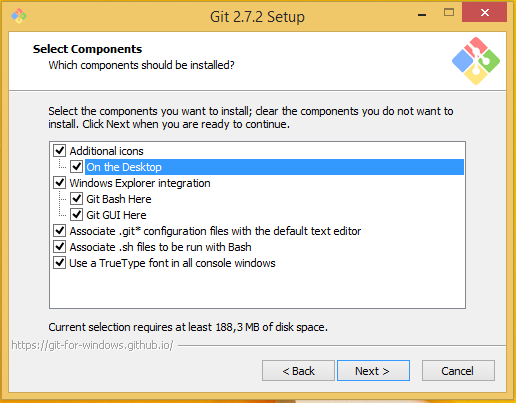 Git 2.7.2 Setup
Select Components
Which components should be installed?
Select the components you want to install; clear the components you do not want to
install. Click Next when you are ready to continue.
Additional icons
On the Desktop
Windows Explorer integration
Git Bash Here
Git GUI Here
Associate .git* configuration files with the default text editor
Associate .sh files to be run with Bash
Use a TrueType font in all console windows
Current selection requires at least 188,3 MB of disk space.
https://git-for-windows.github.io/
< Back
Next >
Cancel